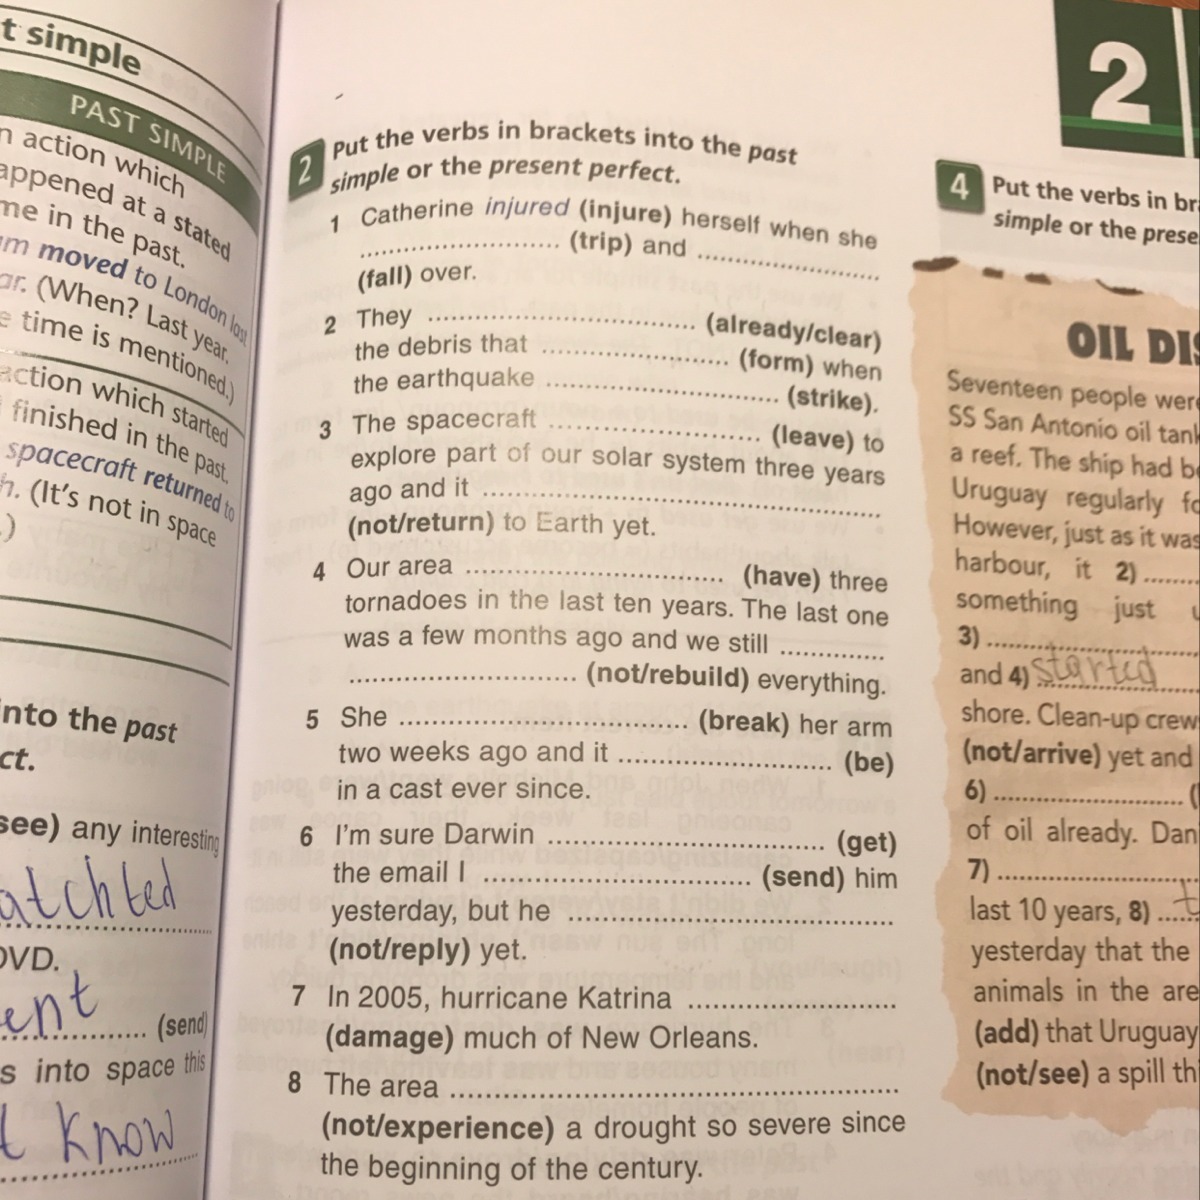 t simple
PAST SIMPLE
n action which
appened at a stated
me in the past.
am moved to London last
ar. (When? Last year.
e time is mentioned.)
action which started
finished in the past.
spacecraft returned to
h. (It's not in space
.)
into the past
ct.
see) any interesting
atchted
DVD.
ent
.......... (send)
s into space this
t know
2
2 Put the verbs in brackets into the past
simple or the present perfect.
1 Catherine injured (injure) herself when she
.......... (trip) and ..........
(fall) over.
2 They .......... (already/clear)
the debris that .......... (form) when
the earthquake .......... (strike).
3 The spacecraft .......... (leave) to
explore part of our solar system three years
ago and it ..........
(not/return) to Earth yet.
4 Our area .......... (have) three
tornadoes in the last ten years. The last one
was a few months ago and we still ..........
.......... (not/rebuild) everything.
5 She .......... (break) her arm
two weeks ago and it .......... (be)
in a cast ever since.
6 I'm sure Darwin .......... (get)
the email I .......... (send) him
yesterday, but he ..........
(not/reply) yet.
7 In 2005, hurricane Katrina ..........
(damage) much of New Orleans.
8 The area ..........
(not/experience) a drought so severe since
the beginning of the century.
4 Put the verbs in br
simple or the prese
OIL DIS
Seventeen people were
SS San Antonio oil tank
a reef. The ship had be
Uruguay regularly fo
However, just as it was
harbour, it 2) ..........
something just
3) ..........
and 4) started
shore. Clean-up crew
(not/arrive) yet and
6) .......... (
of oil already. Dan
7) ..........
last 10 years, 8) ..........
yesterday that the
animals in the are
(add) that Uruguay
(not/see) a spill th